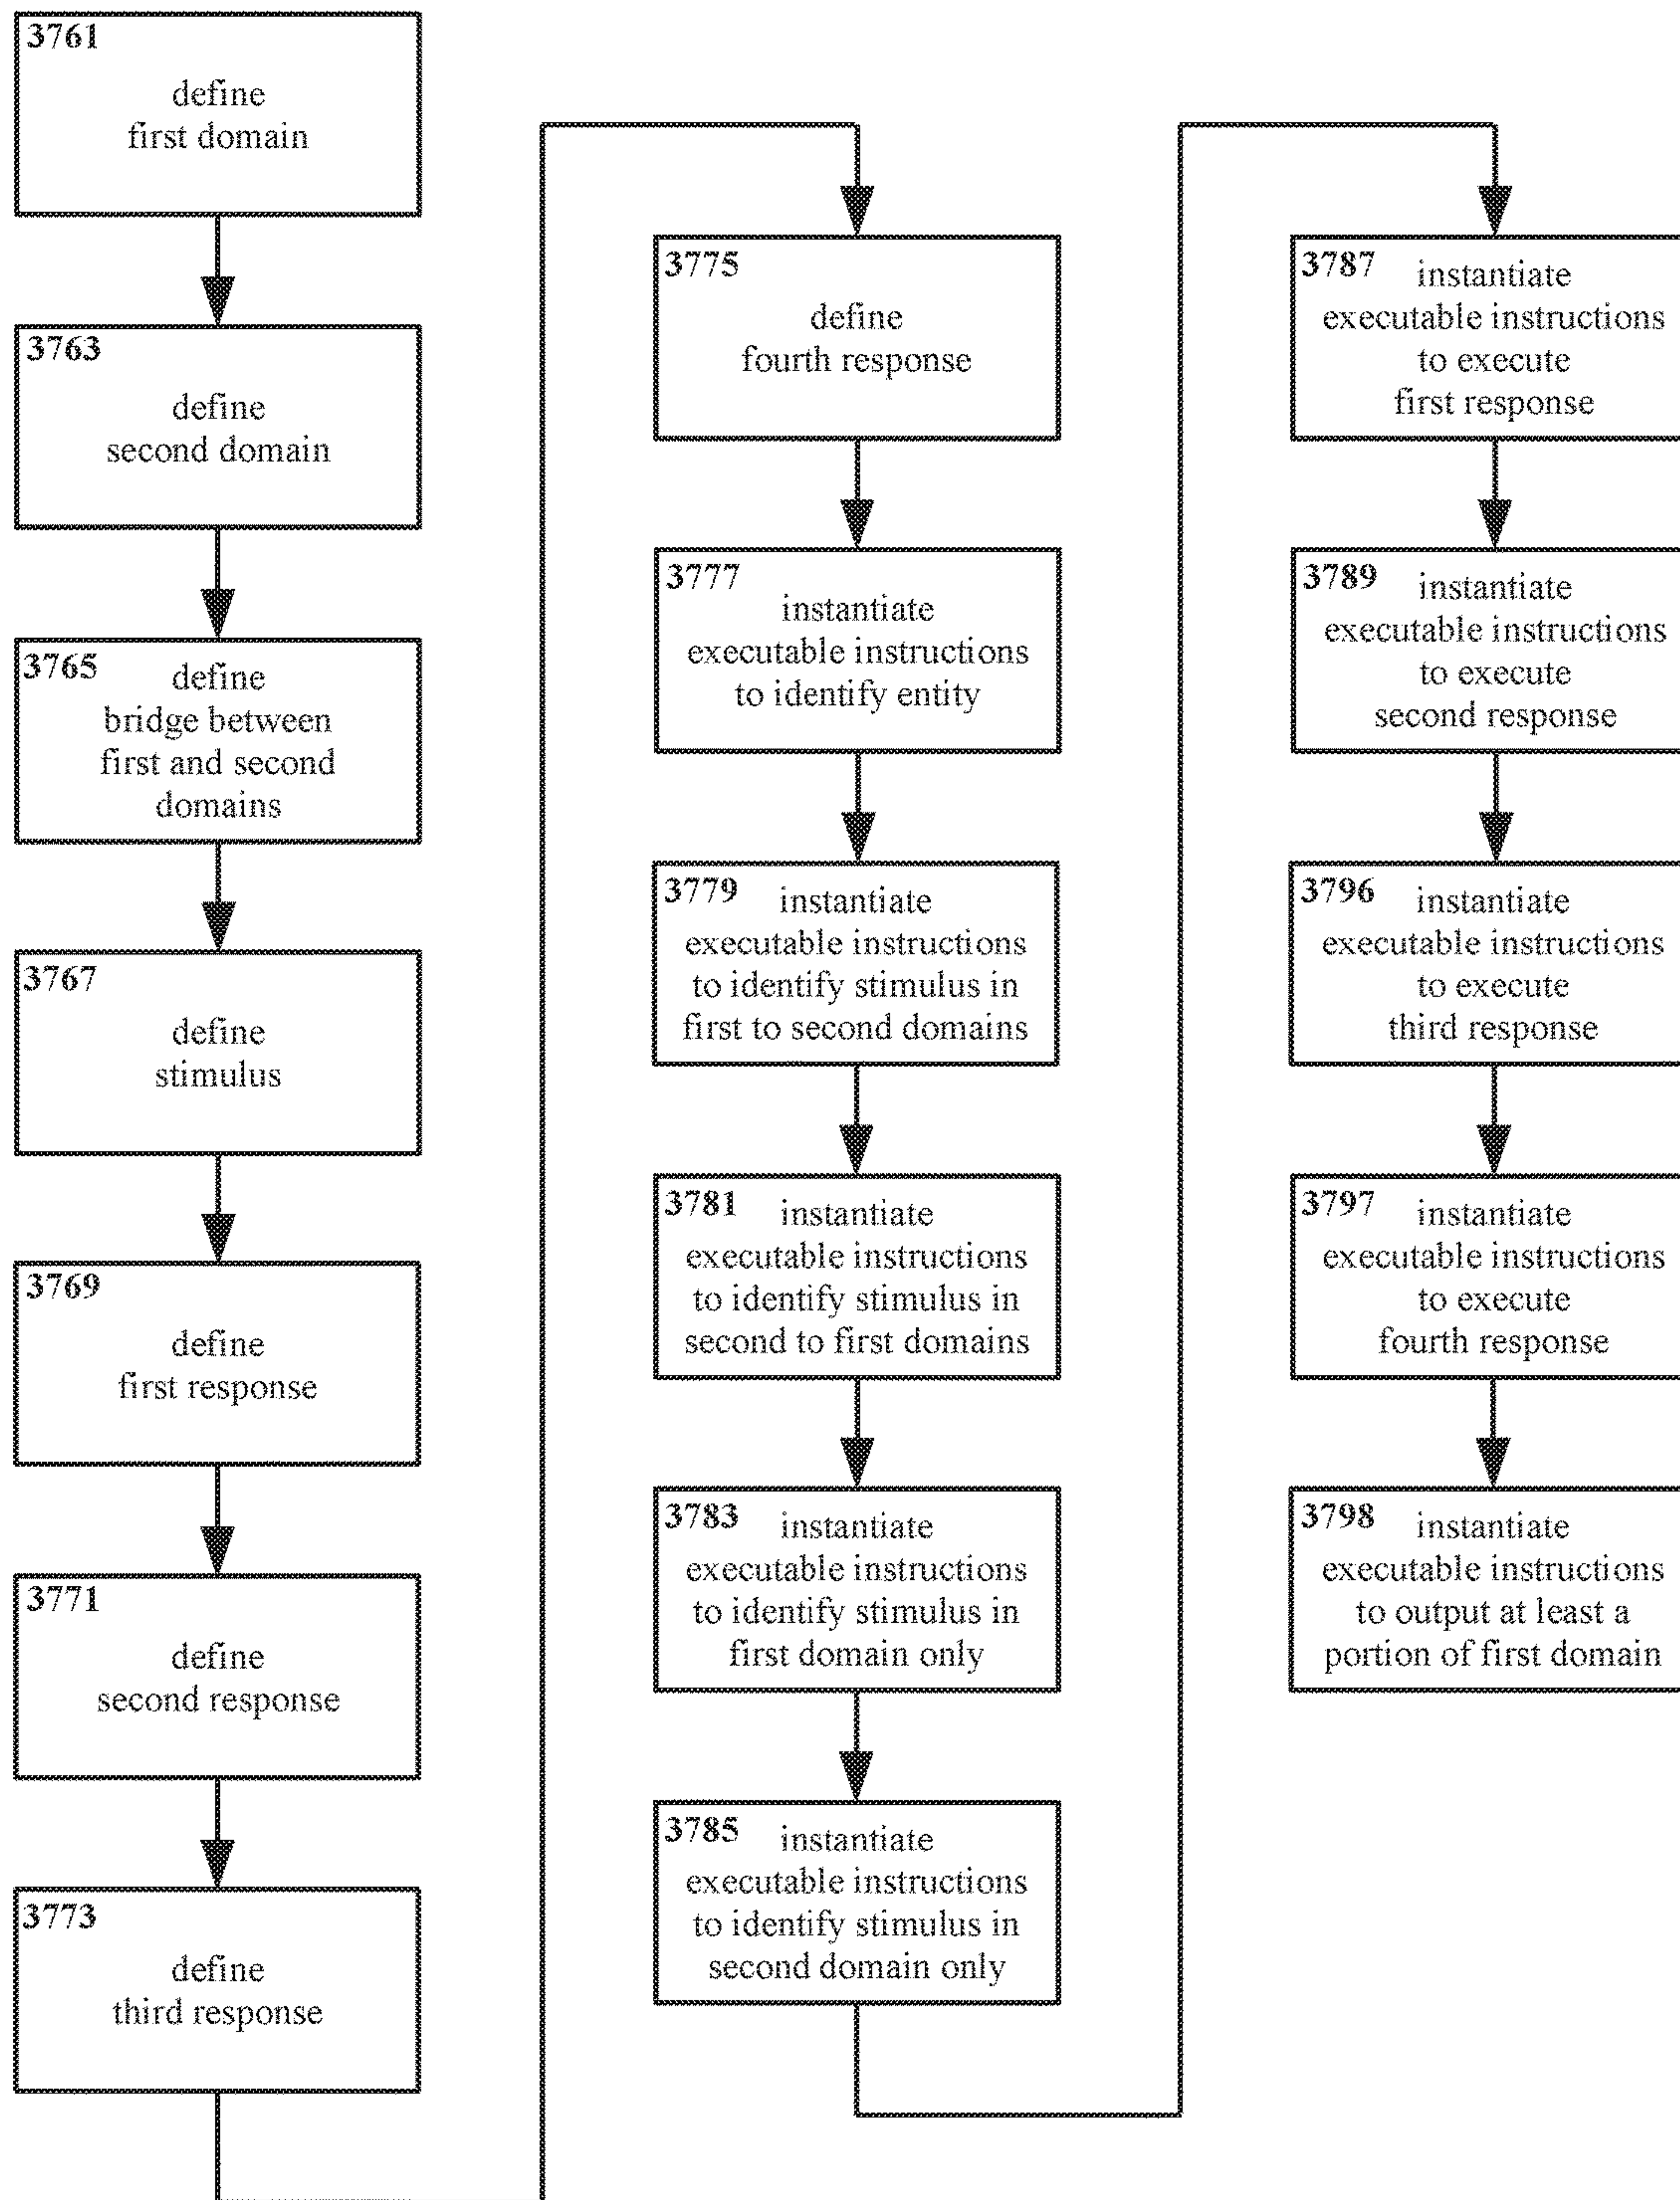 3761
define
first domain
3763
define
second domain
3765
define
bridge between
first and second
domains
3767
define
stimulus
3769
define
first response
3771
define
second response
3773
define
third response
3775
define
fourth response
3777
instantiate
executable instructions
to identify entity
3779
instantiate
executable instructions
to identify stimulus in
first to second domains
3781
instantiate
executable instructions
to identify stimulus in
second to first domains
3783
instantiate
executable instructions
to identify stimulus in
first domain only
3785
instantiate
executable instructions
to identify stimulus in
second domain only
3787
instantiate
executable instructions
to execute
first response
3789
instantiate
executable instructions
to execute
second response
3796
instantiate
executable instructions
to execute
third response
3797
instantiate
executable instructions
to execute
fourth response
3798
instantiate
executable instructions
to output at least a
portion of first domain